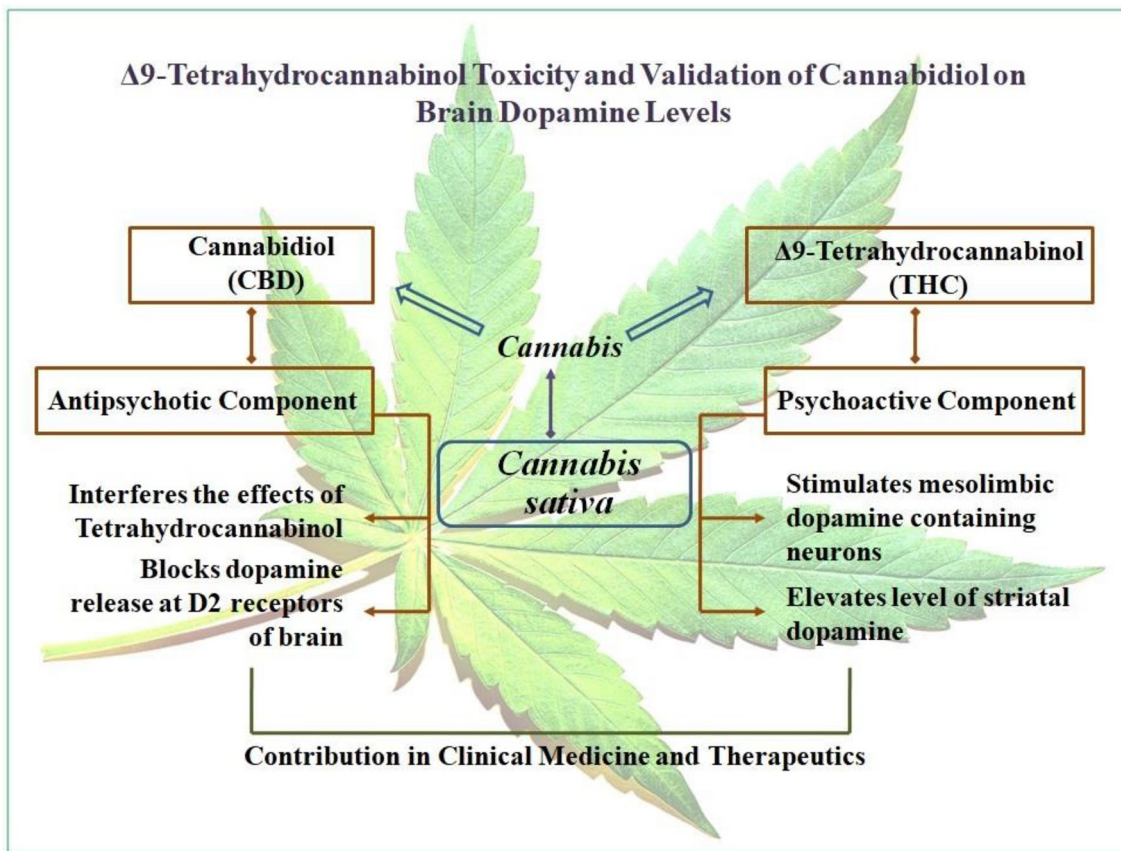 Δ9-Tetrahydrocannabinol Toxicity and Validation of Cannabidiol on
Brain Dopamine Levels
Cannabidiol
(CBD)
Δ9-Tetrahydrocannabinol
(THC)
Cannabis
Antipsychotic Component
Psychoactive Component
Cannabis
sativa
Interferes the effects of
Tetrahydrocannabinol
Blocks dopamine
release at D2 receptors
of brain
Stimulates mesolimbic
dopamine containing
neurons
Elevates level of striatal
dopamine
Contribution in Clinical Medicine and Therapeutics